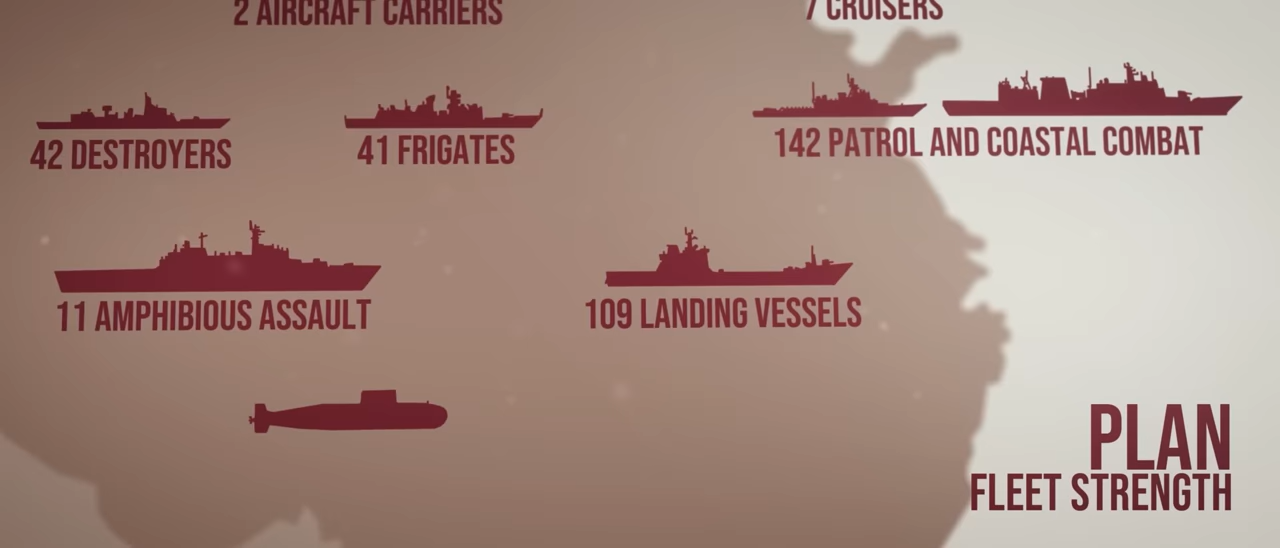 2 AIRCRAFT CARRIERS
7 CRUISERS
42 DESTROYERS
41 FRIGATES
142 PATROL AND COASTAL COMBAT
11 AMPHIBIOUS ASSAULT
109 LANDING VESSELS
PLAN
FLEET STRENGTH